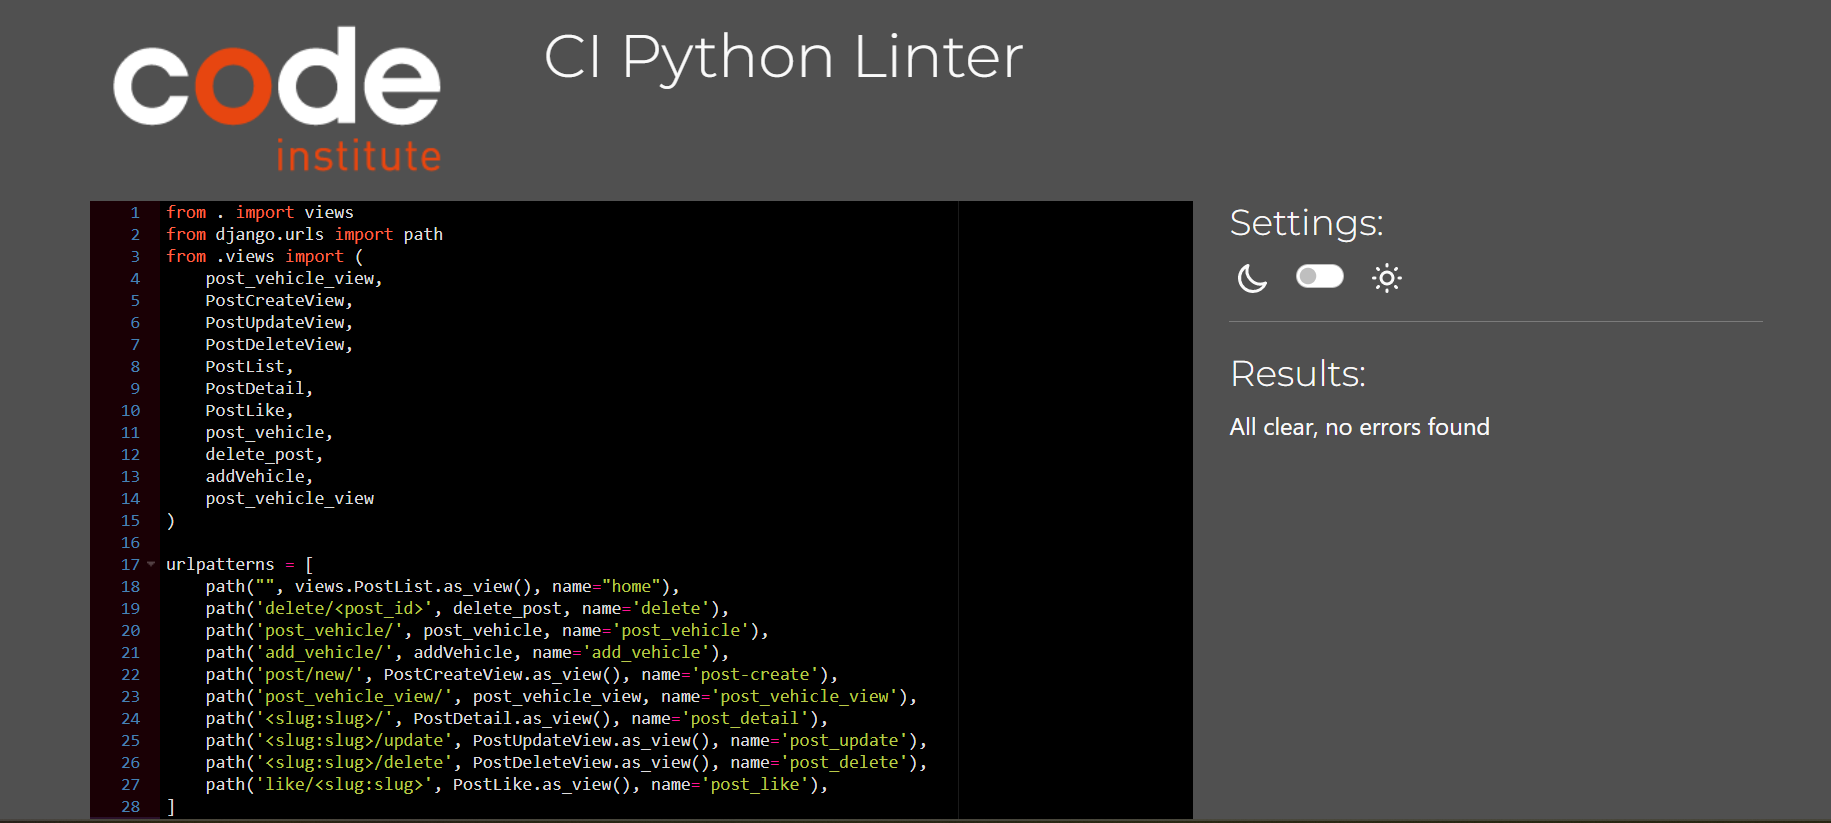 code
institute
CI Python Linter
1 from . import views
2 from django.urls import path
3 from .views import (
4     post_vehicle_view,
5     PostCreateView,
6     PostUpdateView,
7     PostDeleteView,
8     PostList,
9     PostDetail,
10     PostLike,
11     post_vehicle,
12     delete_post,
13     addVehicle,
14     post_vehicle_view
15 )
16
17 urlpatterns = [
18     path("", views.PostList.as_view(), name="home"),
19     path('delete/<post_id>', delete_post, name='delete'),
20     path('post_vehicle/', post_vehicle, name='post_vehicle'),
21     path('add_vehicle/', addVehicle, name='add_vehicle'),
22     path('post/new/', PostCreateView.as_view(), name='post-create'),
23     path('post_vehicle_view/', post_vehicle_view, name='post_vehicle_view'),
24     path('<slug:slug>/', PostDetail.as_view(), name='post_detail'),
25     path('<slug:slug>/update', PostUpdateView.as_view(), name='post_update'),
26     path('<slug:slug>/delete', PostDeleteView.as_view(), name='post_delete'),
27     path('like/<slug:slug>', PostLike.as_view(), name='post_like'),
28 ]
Settings:
Results:
All clear, no errors found